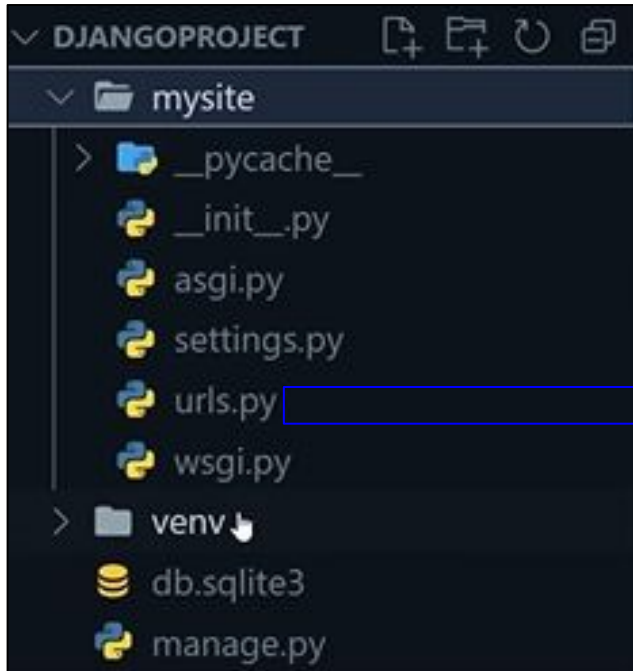 DJANGOPROJECT
mysite
__pycache__
__init__.py
asgi.py
settings.py
urls.py
wsgi.py
venv
db.sqlite3
manage.py